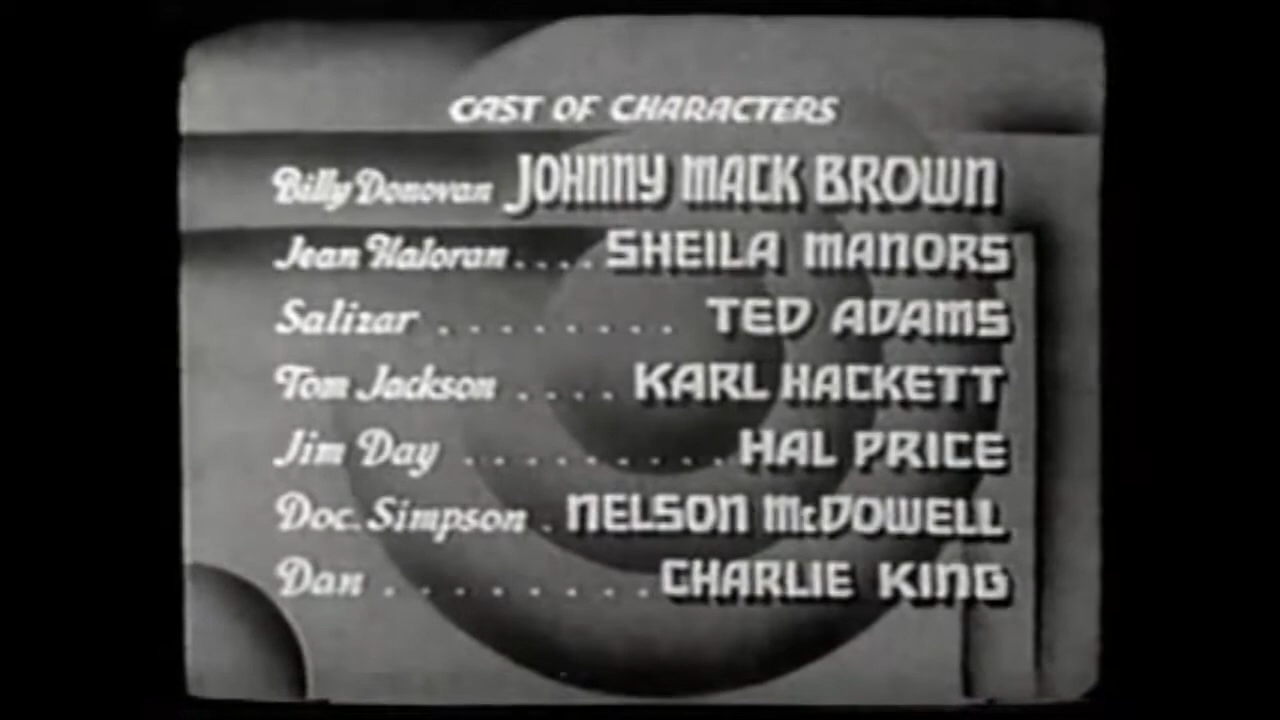 CAST OF CHARACTERS
Billy Donovan JOHNNY MACK BROWN
Jean Haloran.... SHEILA MANORS
Salizar ........ TED ADAMS
Tom Jackson .... KARL HACKETT
Jim Day ......... HAL PRICE
Doc. Simpson . NELSON McDOWELL
Dan ......... CHARLIE KING